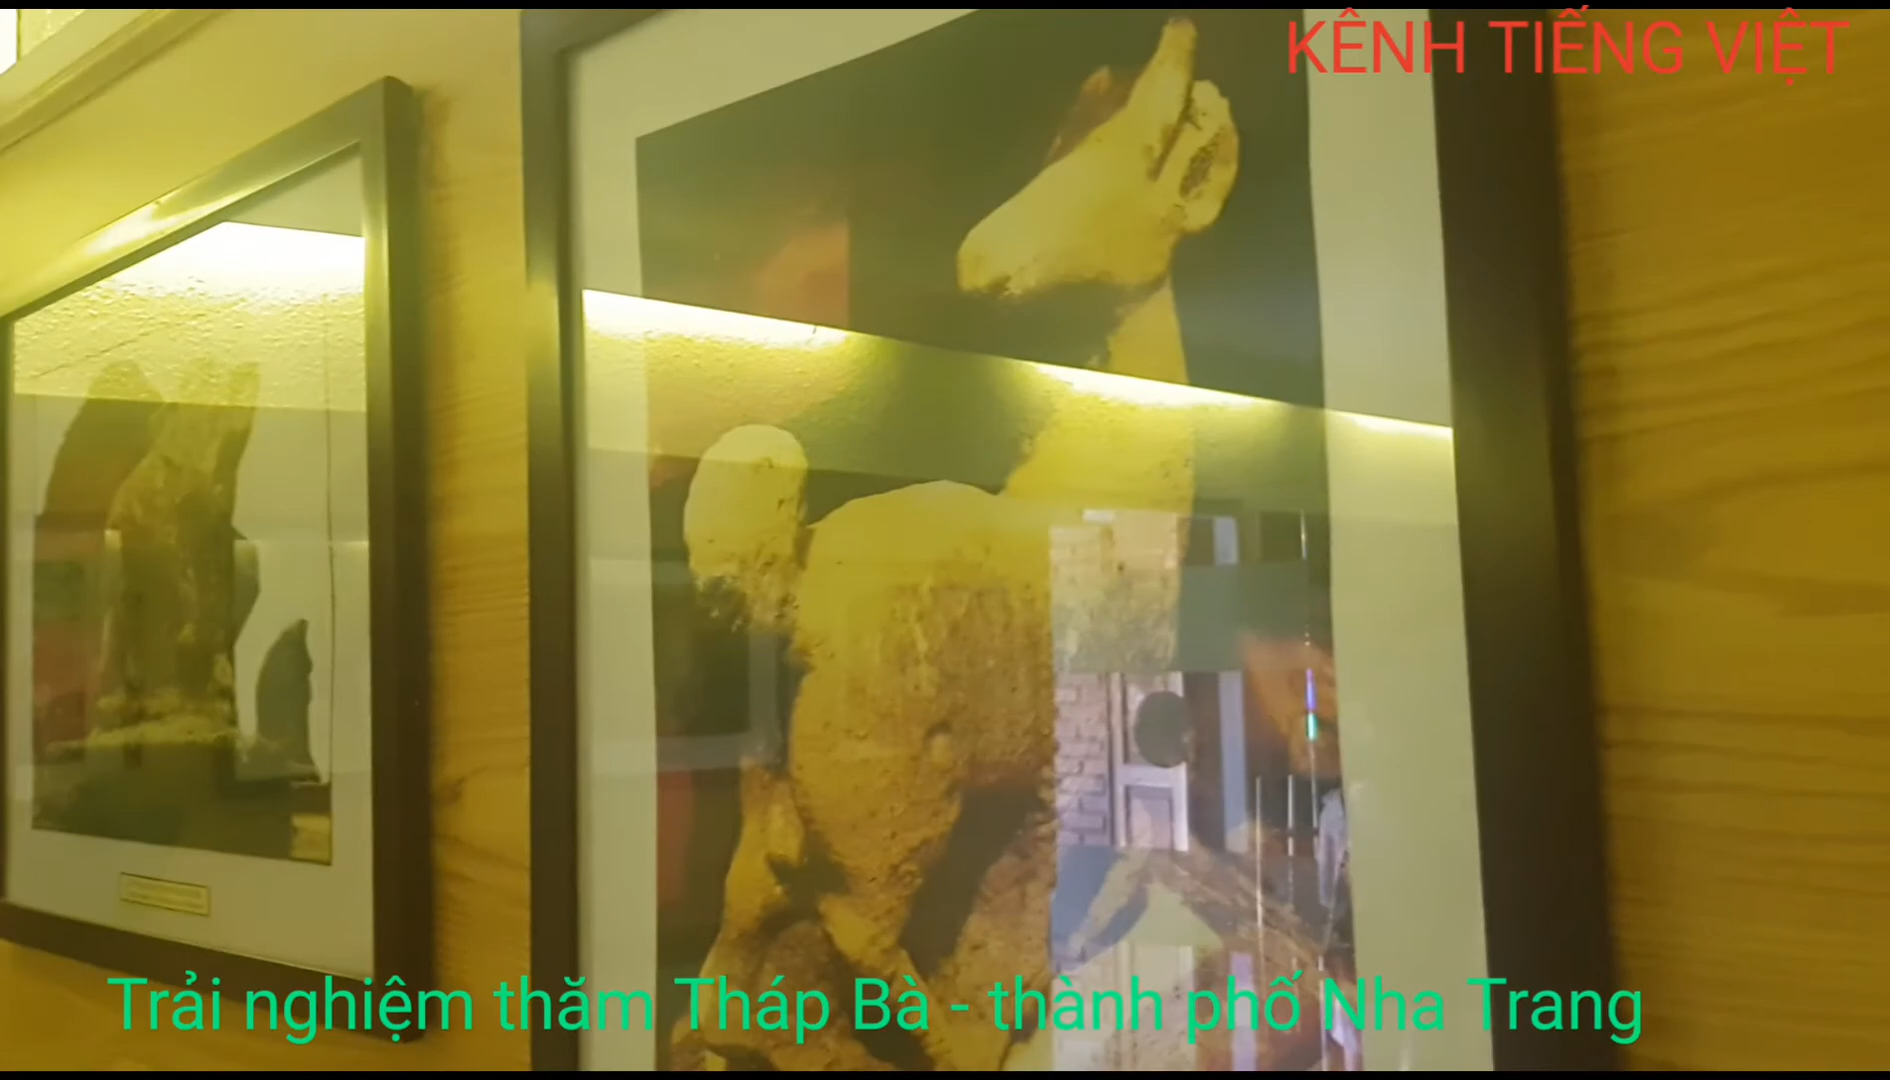 KÊNH TIẾNG VIỆT
Trải nghiệm thăm Tháp Bà - thành phố Nha Trang